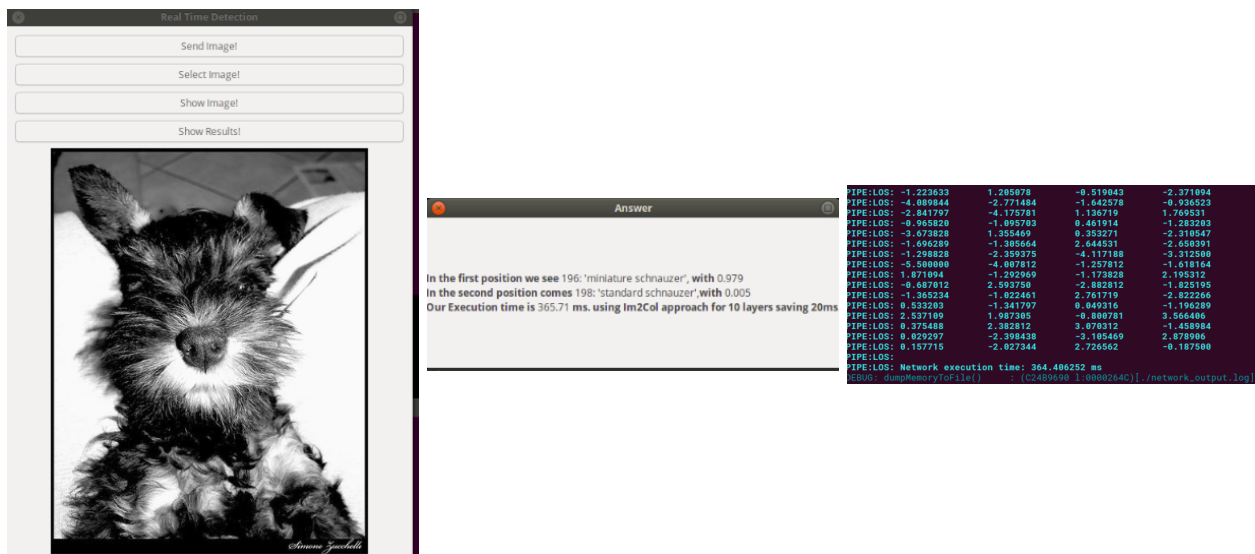 Real Time Detection
Send Image!
Select Image!
Show Image!
Show Results!
Simone Zucchelli
Answer
In the first position we see 196: 'miniature schnauzer', with 0.979
In the second position comes 198: 'standard schnauzer',with 0.005
Our Execution time is 365.71 ms. using Im2Col approach for 10 layers saving 20ms
PIPE:LOS: -1.223633 1.205078 -0.519043 -2.371094
PIPE:LOS: -4.089844 -2.771484 -1.642578 -0.936523
PIPE:LOS: -2.841797 -4.175781 1.136719 1.769531
PIPE:LOS: -0.965820 -1.095703 0.461914 -1.283203
PIPE:LOS: -3.673828 1.355469 0.353271 -2.310547
PIPE:LOS: -1.696289 -1.305664 2.644531 -2.650391
PIPE:LOS: -1.298828 -2.359375 -4.117188 -3.312500
PIPE:LOS: -5.500000 -4.007812 -1.257812 -1.618164
PIPE:LOS: 1.871094 -1.292969 -1.173828 2.195312
PIPE:LOS: -0.687012 2.593750 -2.882812 -1.825195
PIPE:LOS: -1.365234 -1.022461 2.761719 -2.822266
PIPE:LOS: 0.533203 -1.341797 0.049316 -1.196289
PIPE:LOS: 2.537109 1.987305 -0.800781 3.566406
PIPE:LOS: 0.375488 2.382812 3.070312 -1.458984
PIPE:LOS: 0.029297 -2.398438 -3.105469 2.878906
PIPE:LOS: 0.157715 -2.027344 2.726562 -0.187500
PIPE:LOS:
PIPE:LOS: Network execution time: 364.406252 ms
DEBUG: dumpMemoryToFile() : (C24B9690 l:0000264C)[./network_output.log]